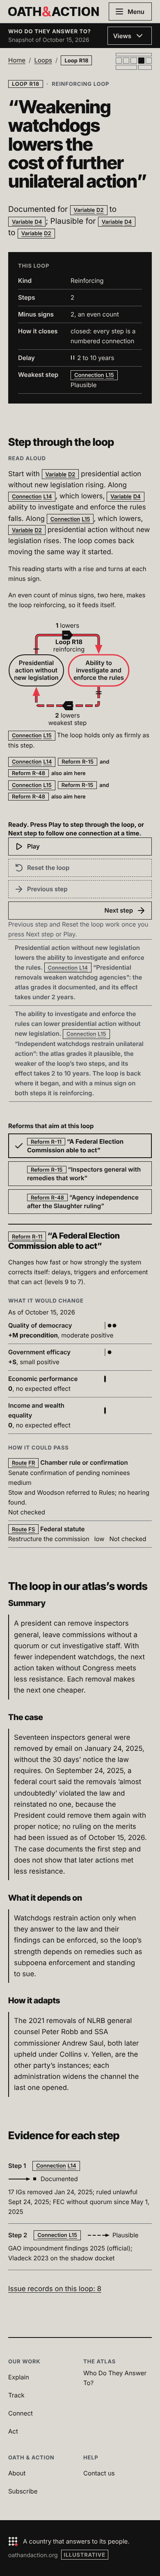 OATH&ACTION
Menu
WHO DO THEY ANSWER TO?
Snapshot of October 15, 2026
Views
Home / Loops / Loop R18
LOOP R18 · REINFORCING LOOP
“Weakening
watchdogs
lowers the
cost of further
unilateral action”
Documented for Variable D2 to
Variable D4; Plausible for Variable D4
to Variable D2
THIS LOOP
Kind Reinforcing
Steps 2
Minus signs 2, an even count
How it closes closed: every step is a
numbered connection
Delay 2 to 10 years
Weakest step Connection L15
Plausible
Step through the loop
READ ALOUD
Start with Variable D2 presidential action
without new legislation rising. Along
Connection L14, which lowers, Variable D4
ability to investigate and enforce the rules
falls. Along Connection L15, which lowers,
Variable D2 presidential action without new
legislation rises. The loop comes back
moving the same way it started.
This reading starts with a rise and turns at each
minus sign.
An even count of minus signs, two here, makes
the loop reinforcing, so it feeds itself.
1 lowers
Loop R18
reinforcing
Presidential
action without
new legislation
Ability to
investigate and
enforce the rules
2 lowers
weakest step
Connection L15 The loop holds only as firmly as
this step.
Connection L14 Reform R-15 and
Reform R-48 also aim here
Connection L15 Reform R-15 and
Reform R-48 also aim here
Ready. Press Play to step through the loop, or
Next step to follow one connection at a time.
Play
Reset the loop
Previous step
Next step
Previous step and Reset the loop work once you
press Next step or Play.
Presidential action without new legislation
lowers the ability to investigate and enforce
the rules. Connection L14 “Presidential
removals weaken watchdog agencies”: the
atlas grades it documented, and its effect
takes under 2 years.
The ability to investigate and enforce the
rules can lower presidential action without
new legislation. Connection L15
“Independent watchdogs restrain unilateral
action”: the atlas grades it plausible, the
weaker of the loop’s two steps, and its
effect takes 2 to 10 years. The loop is back
where it began, and with a minus sign on
both steps it is reinforcing.
Reforms that aim at this loop
Reform R-11 “A Federal Election
Commission able to act”
Reform R-15 “Inspectors general with
remedies that work”
Reform R-48 “Agency independence
after the Slaughter ruling”
Reform R-11 “A Federal Election
Commission able to act”
Changes how fast or how strongly the system
corrects itself: delays, triggers and enforcement
that can act (levels 9 to 7).
WHAT IT WOULD CHANGE
As of October 15, 2026
Quality of democracy
+M precondition, moderate positive
Government efficacy
+S, small positive
Economic performance
0, no expected effect
Income and wealth
equality
0, no expected effect
HOW IT COULD PASS
Route FR Chamber rule or confirmation
Senate confirmation of pending nominees
medium
Stow and Woodson referred to Rules; no hearing
found.
Not checked
Route FS Federal statute
Restructure the commission low Not checked
The loop in our atlas’s words
Summary
A president can remove inspectors
general, leave commissions without a
quorum or cut investigative staff. With
fewer independent watchdogs, the next
action taken without Congress meets
less resistance. Each removal makes
the next one cheaper.
The case
Seventeen inspectors general were
removed by email on January 24, 2025,
without the 30 days’ notice the law
requires. On September 24, 2025, a
federal court said the removals ‘almost
undoubtedly’ violated the law and
reinstated no one, because the
President could remove them again with
proper notice; no ruling on the merits
had issued as of October 15, 2026. The
case documents the first step and
does not show that later actions met
less resistance.
What it depends on
Watchdogs restrain action only when
they answer to the law and their
findings can be enforced, so the loop’s
strength depends on remedies such as
subpoena enforcement and standing
to sue.
How it adapts
The 2021 removals of NLRB general
counsel Peter Robb and SSA
commissioner Andrew Saul, both later
upheld under Collins v. Yellen, are the
other party’s instances; each
administration widens the channel the
last one opened.
Evidence for each step
Step 1 Connection L14
Documented
17 IGs removed Jan 24, 2025; ruled unlawful
Sept 24, 2025; FEC without quorum since May 1,
2025
Step 2 Connection L15 Plausible
GAO impoundment findings 2025 (official);
Vladeck 2023 on the shadow docket
Issue records on this loop: 8
OUR WORK
Explain
Track
Connect
Act
THE ATLAS
Who Do They Answer
To?
OATH & ACTION
About
Subscribe
HELP
Contact us
A country that answers to its people.
oathandaction.org ILLUSTRATIVE